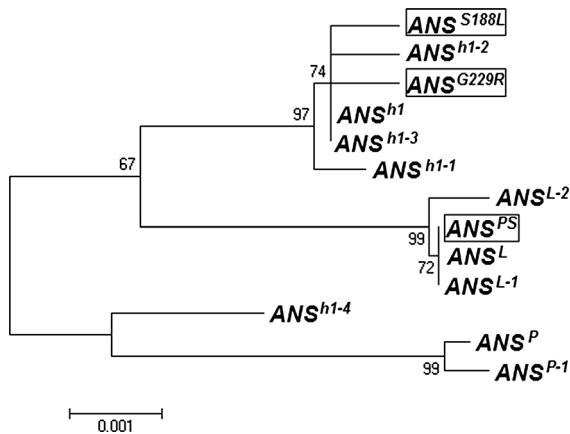 ANS S188L
ANS h1-2
74
ANS G229R
97
ANS h1
ANS h1-3
67
ANS h1-1
ANS L-2
99
ANS PS
ANS L
72
ANS L-1
ANS h1-4
ANS P
99
ANS P-1
0.001